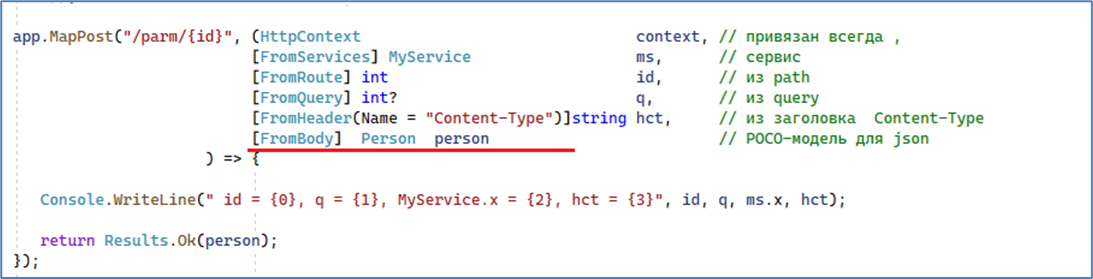 app.MapPost("/parm/{id}", (HttpContext context, // привязан всегда ,
[FromServices] MyService ms, // сервис
[FromRoute] int id, // из path
[FromQuery] int? q, // из query
[FromHeader(Name = "Content-Type")]string hct, // из заголовка Content-Type
[FromBody] Person person // POCO-модель для json
) => {
Console.WriteLine(" id = {0}, q = {1}, MyService.x = {2}, hct = {3}", id, q, ms.x, hct);
return Results.Ok(person);
});